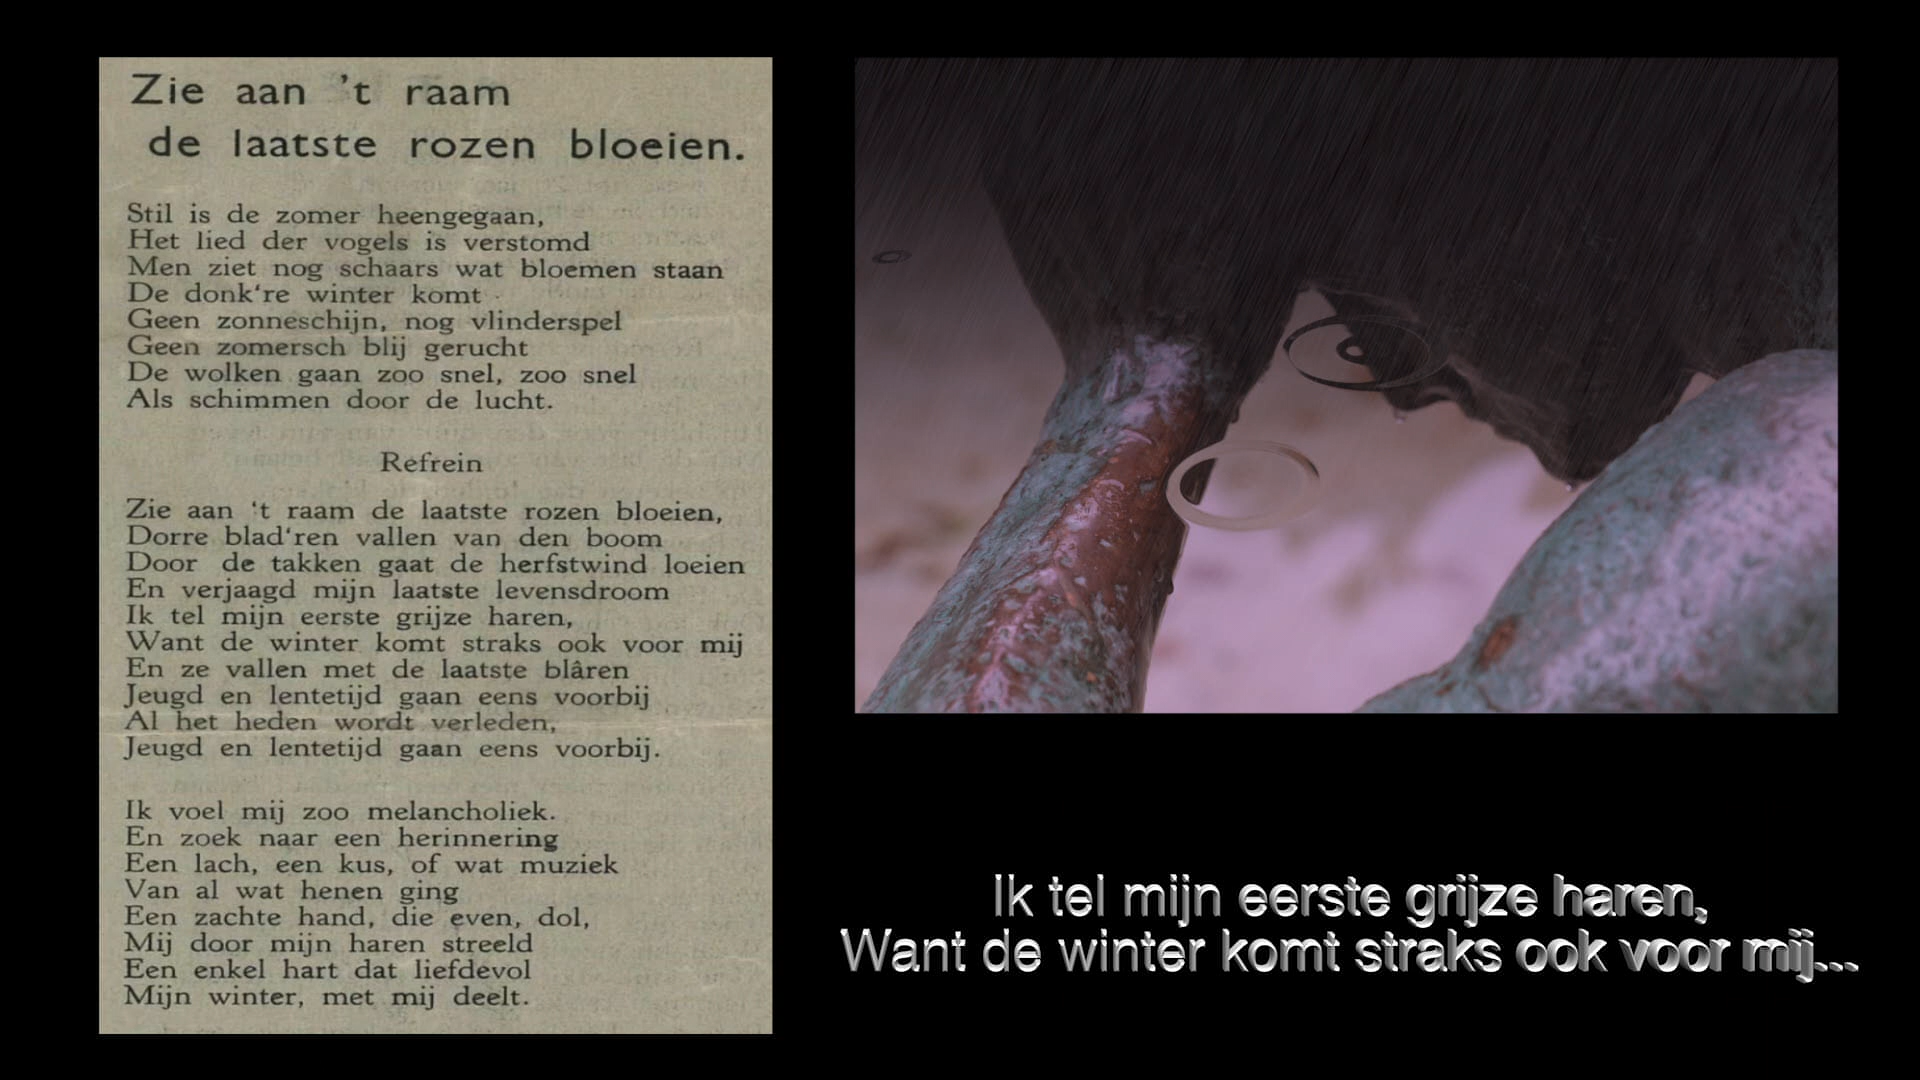 Zie aan 't raam
de laatste rozen bloeien.
Stil is de zomer heengegaan,
Het lied der vogels is verstomd
Men ziet nog schaars wat bloemen staan
De donk're winter komt
Geen zonneschijn, nog vlinderspel
Geen zomersch blij gerucht
De wolken gaan zoo snel, zoo snel
Als schimmen door de lucht.
Refrein
Zie aan 't raam de laatste rozen bloeien,
Dorre blad'ren vallen van den boom
Door de takken gaat de herfstwind loeien
En verjaagd mijn laatste levensdroom
Ik tel mijn eerste grijze haren,
Want de winter komt straks ook voor mij
En ze vallen met de laatste blâren
Jeugd en lentetijd gaan eens voorbij
Al het heden wordt verleden,
Jeugd en lentetijd gaan eens voorbij.
Ik voel mij zoo melancholiek.
En zoek naar een herinnering
Een lach, een kus, of wat muziek
Van al wat henen ging
Een zachte hand, die even, dol,
Mij door mijn haren streeld
Een enkel hart dat liefdevol
Mijn winter, met mij deelt.
Ik tel mijn eerste grijze haren,
Want de winter komt straks ook voor mij...